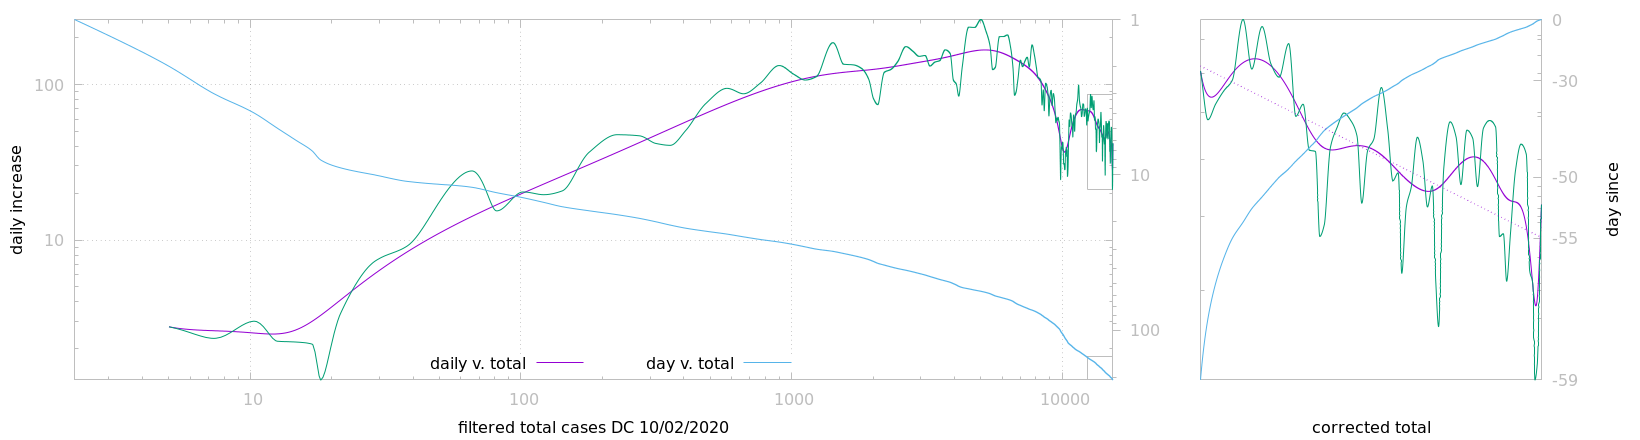 100
10
daily increase
daily v. total
day v. total
10
100
1000
10000
filtered total cases DC 10/02/2020
1
10
100
0
-30
-50
-55
-59
day since
corrected total